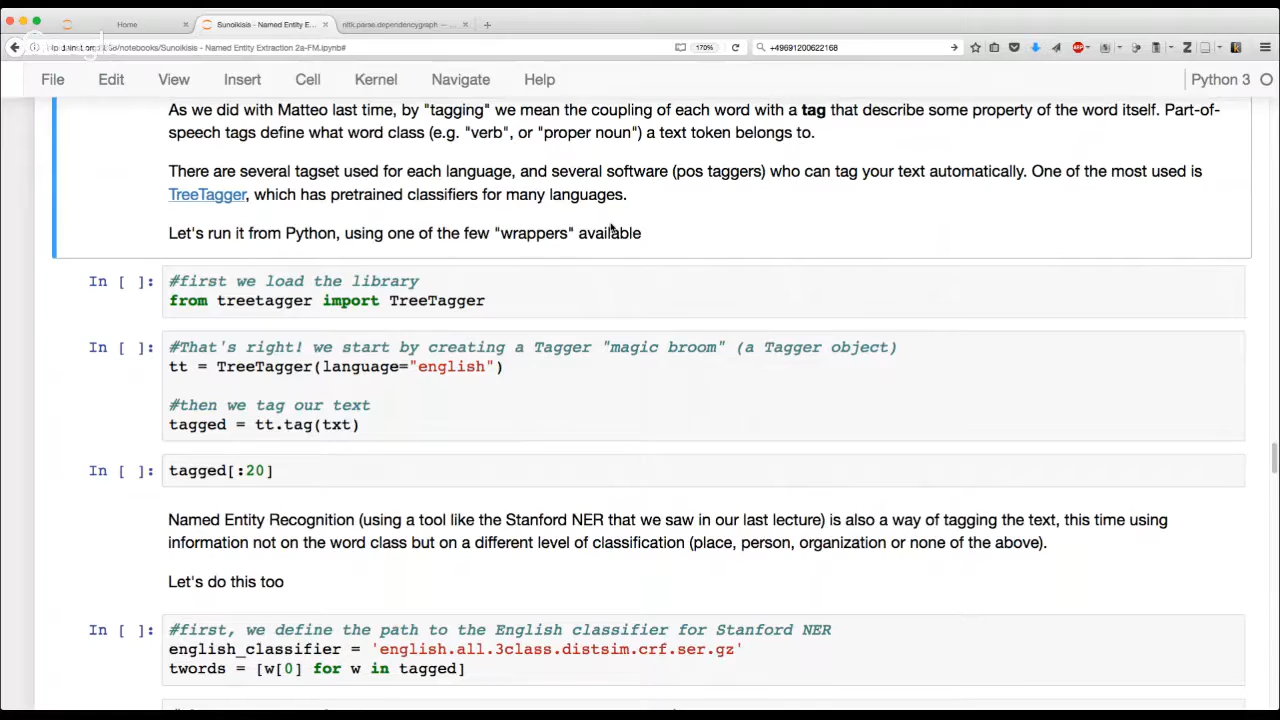 Home
Sunoikisis - Named Entity E...
nltk.parse.dependencygraph — ...
/notebooks/Sunoikisis - Named Entity Extraction 2a-FM.ipynb#
170%
+49691200622168
File Edit View Insert Cell Kernel Navigate Help
Python 3
As we did with Matteo last time, by "tagging" we mean the coupling of each word with a tag that describe some property of the word itself. Part-of-
speech tags define what word class (e.g. "verb", or "proper noun") a text token belongs to.
There are several tagset used for each language, and several software (pos taggers) who can tag your text automatically. One of the most used is
TreeTagger, which has pretrained classifiers for many languages.
Let's run it from Python, using one of the few "wrappers" available
In [ ]: #first we load the library
from treetagger import TreeTagger
In [ ]: #That's right! we start by creating a Tagger "magic broom" (a Tagger object)
tt = TreeTagger(language="english")
#then we tag our text
tagged = tt.tag(txt)
In [ ]: tagged[:20]
Named Entity Recognition (using a tool like the Stanford NER that we saw in our last lecture) is also a way of tagging the text, this time using
information not on the word class but on a different level of classification (place, person, organization or none of the above).
Let's do this too
In [ ]: #first, we define the path to the English classifier for Stanford NER
english_classifier = 'english.all.3class.distsim.crf.ser.gz'
twords = [w[0] for w in tagged]